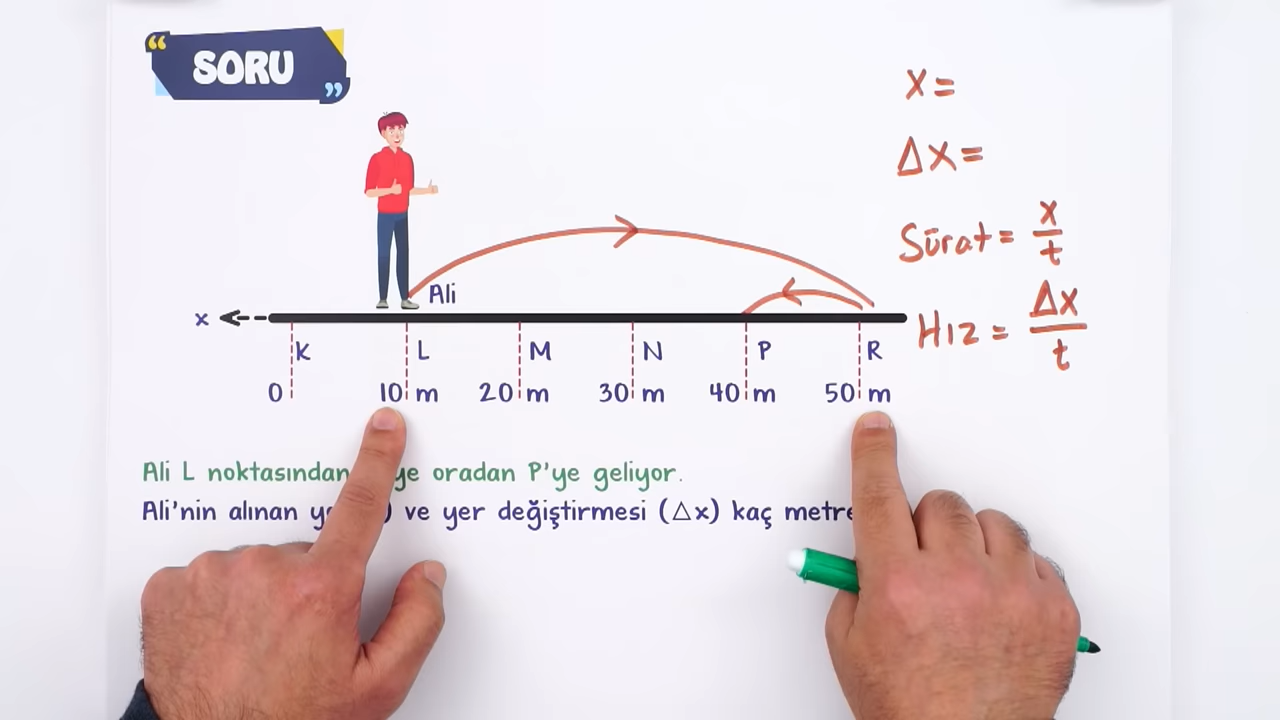 “ SORU ”
x=
Δx=
Sürat = x/t
Hız = Δx/t
Ali
x
K L M N P R
0 10 m 20 m 30 m 40 m 50 m
Ali L noktasından ye oradan P'ye geliyor.
Ali'nin alınan ) ve yer değiştirmesi (Δx) kaç metre